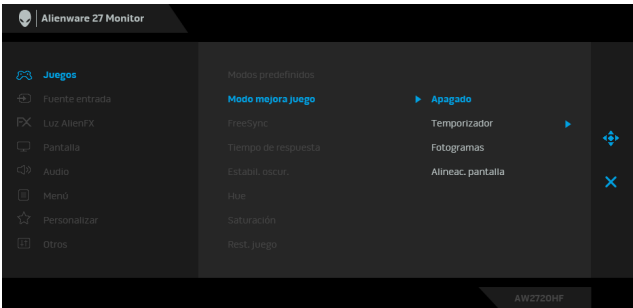 Alienware 27 Monitor
Juegos
Modos predefinidos
Fuente entrada
Modo mejora juego
Apagado
FX
Luz AlienFX
FreeSync
Temporizador
Pantalla
Tiempo de respuesta
Fotogramas
Audio
Estabil. oscur.
Alineac. pantalla
Menú
Hue
Personalizar
Saturación
Otros
Rest. juego
AW2720HF